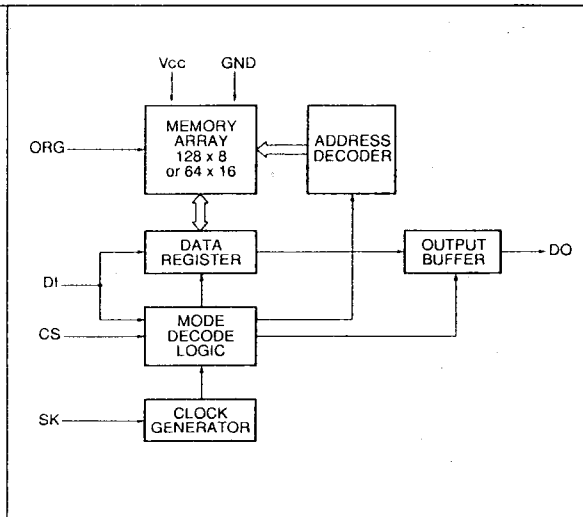 Vcc GND
MEMORY
ARRAY
128 x 8
or 64 x 16
ADDRESS
DECODER
ORG
DATA
REGISTER
OUTPUT
BUFFER
DO
DI
MODE
DECODE
LOGIC
CS
CLOCK
GENERATOR
SK